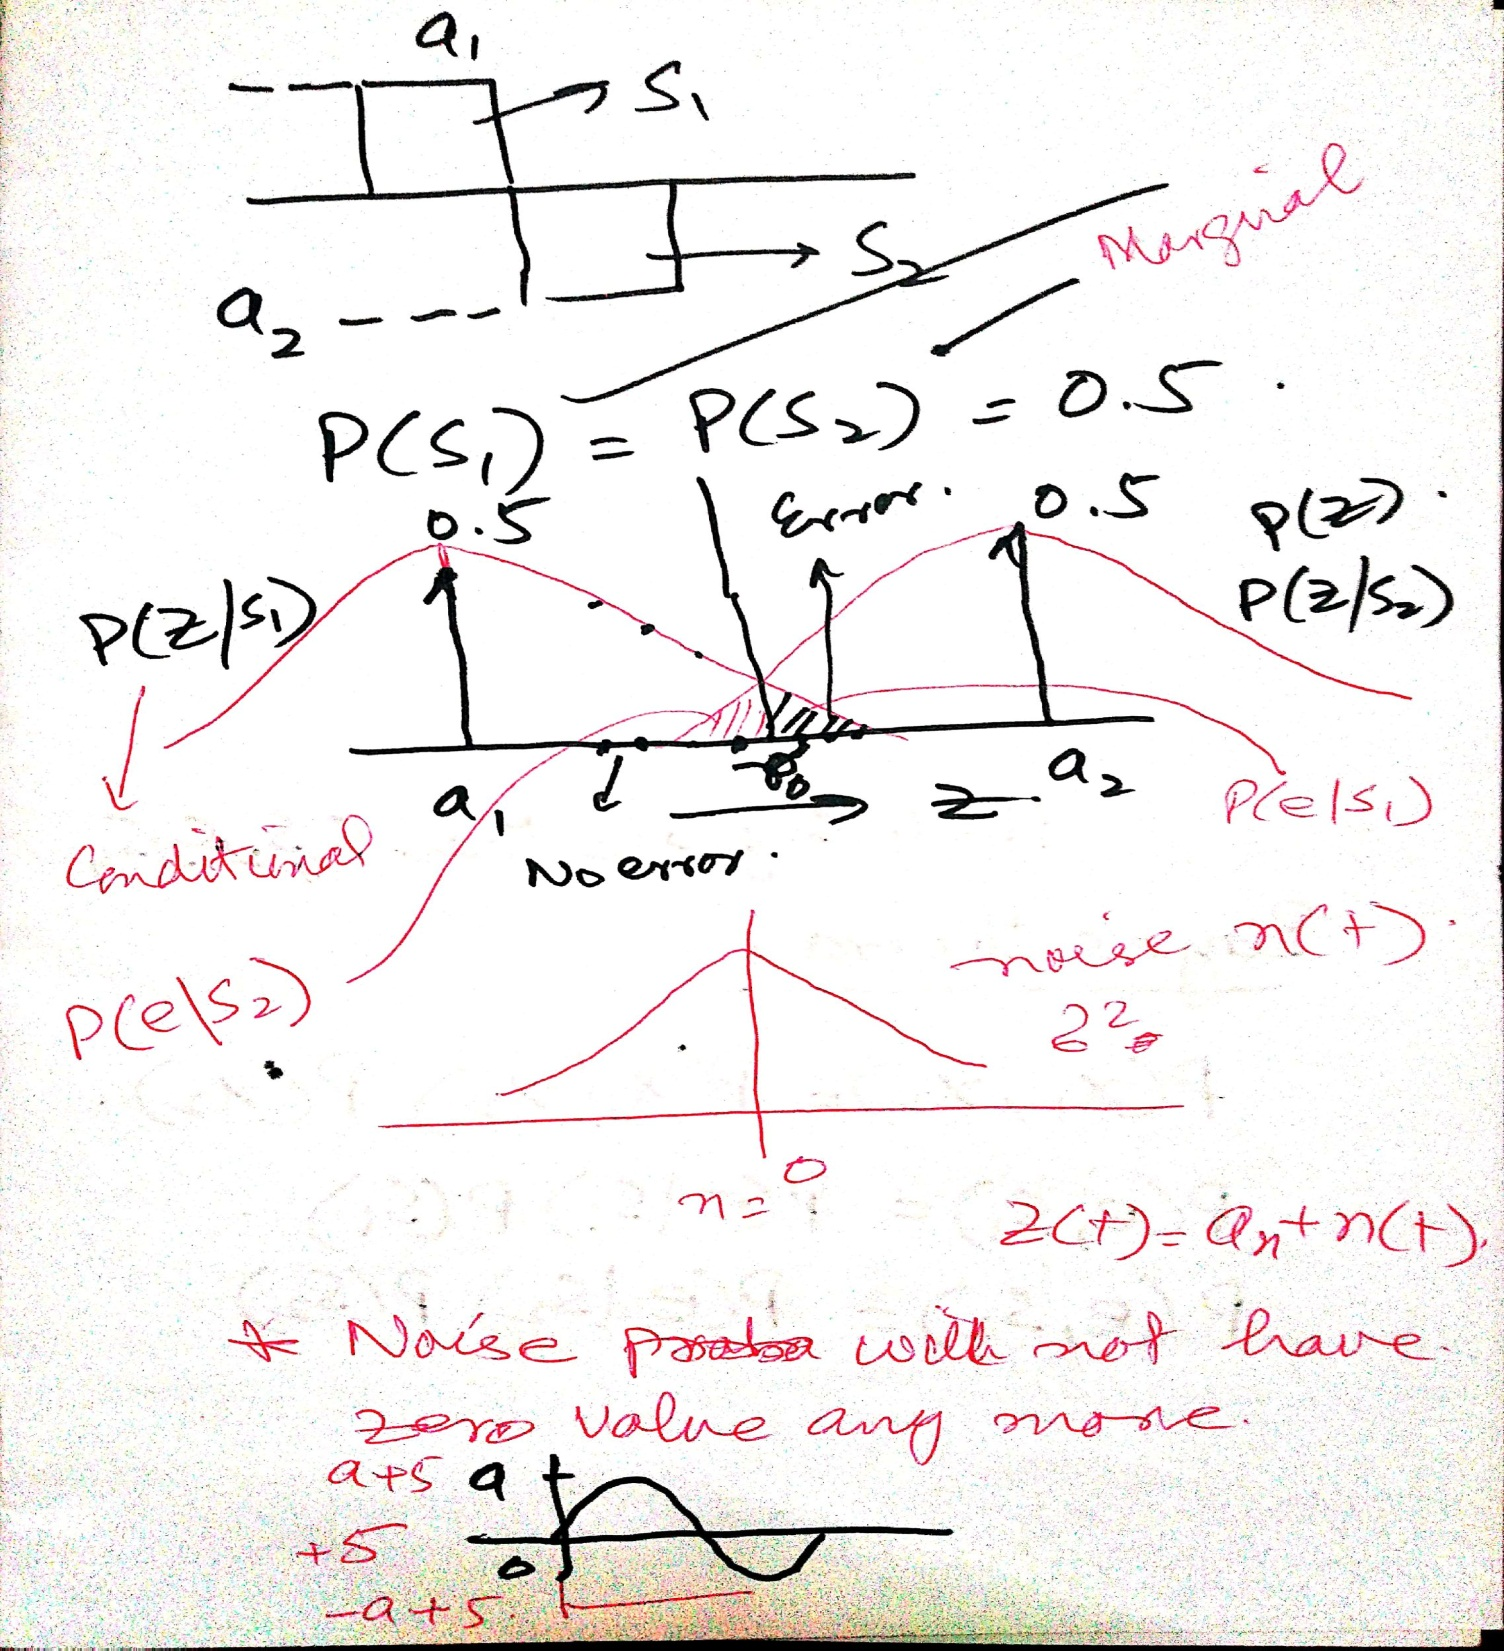 a₁
S₁
S₂
a₂
Marginal
P(S₁) = P(S₂) = 0.5
0.5
Error.
0.5
P(z)
P(z/S₁)
P(z/S₂)
a₁
z
a₂
P(e|S₁)
Conditional
No error.
P(e|S₂)
noise n(t)
n=0
z(t)=aₙ+n(t).
* Noise will not have
zero value any more.
a+5 a
+5
0
-a+5.